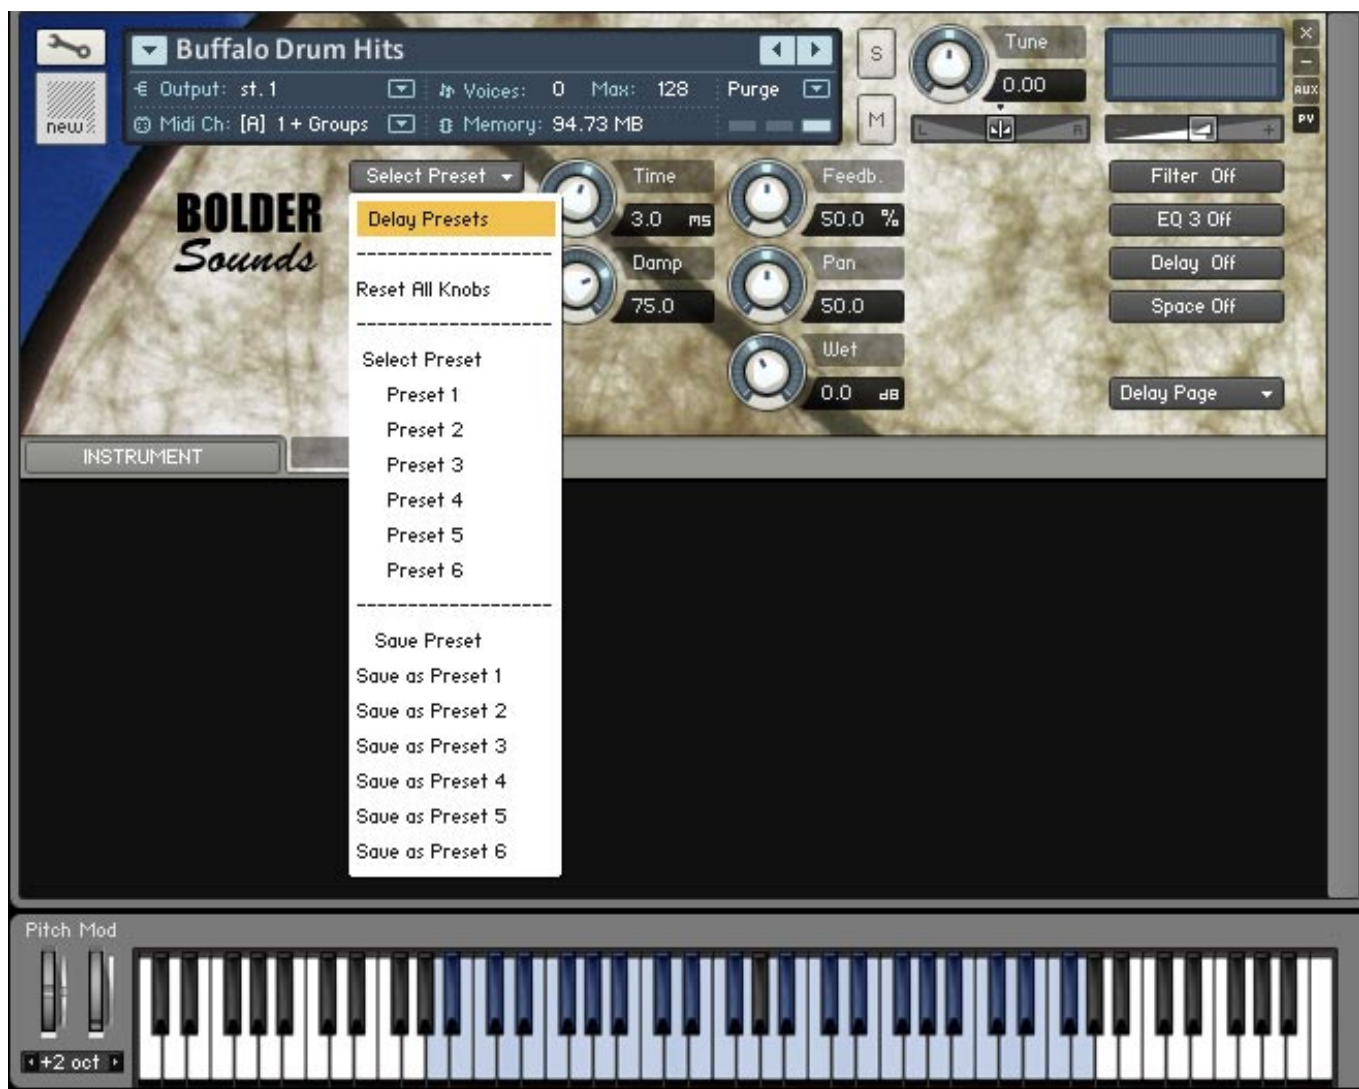 Buffalo Drum Hits
S
Tune
0.00
X
-
AUX
PV
new
Output: st. 1
Voices: 0 Max: 128
Purge
Midi Ch: [A] 1 + Groups
Memory: 94.73 MB
M
L
R
-
+
BOLDER
Sounds
Select Preset
Time
3.0 ms
Feedb.
50.0 %
Damp
75.0
Pan
50.0
Wet
0.0 dB
Filter Off
EQ 3 Off
Delay Off
Space Off
Delay Page
Delay Presets
--------------------
Reset All Knobs
--------------------
Select Preset
Preset 1
Preset 2
Preset 3
Preset 4
Preset 5
Preset 6
--------------------
Save Preset
Save as Preset 1
Save as Preset 2
Save as Preset 3
Save as Preset 4
Save as Preset 5
Save as Preset 6
INSTRUMENT
Pitch Mod
+2 oct